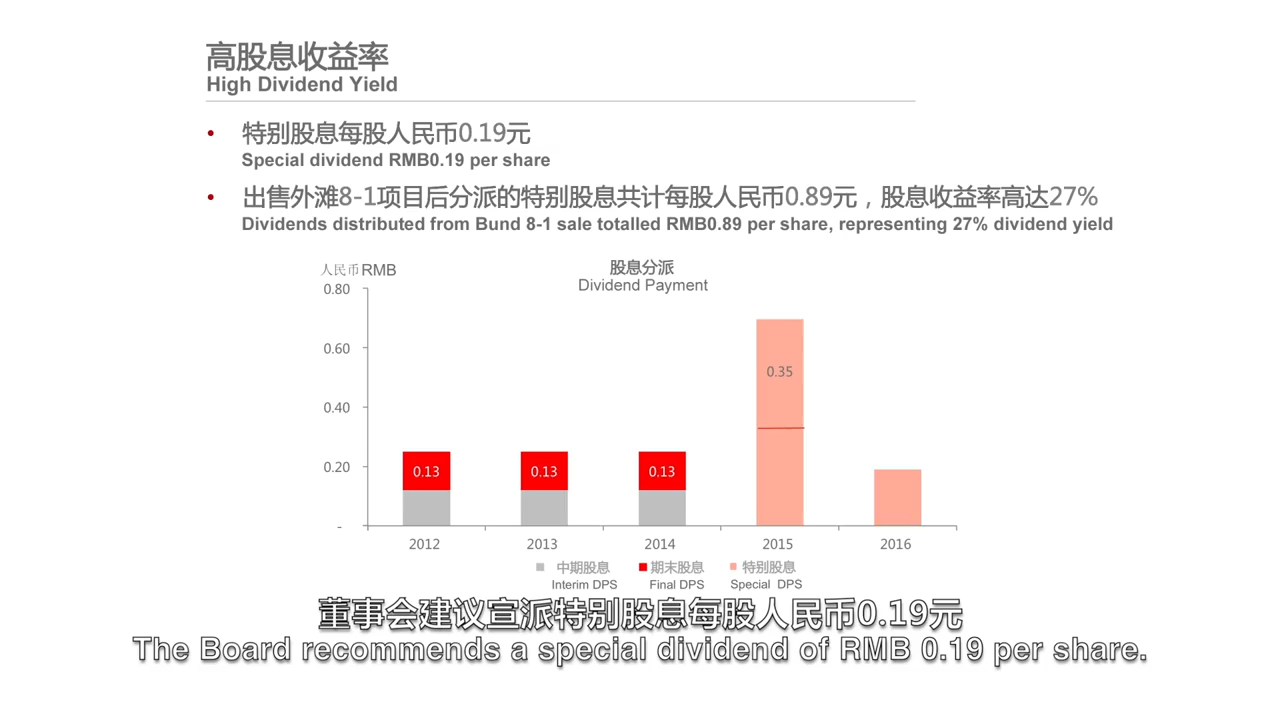 高股息收益率
High Dividend Yield
• 特别股息每股人民币0.19元
Special dividend RMB0.19 per share
• 出售外滩8-1项目后分派的特别股息共计每股人民币0.89元，股息收益率高达27%
Dividends distributed from Bund 8-1 sale totalled RMB0.89 per share, representing 27% dividend yield
人民币RMB
股息分派
Dividend Payment
0.80
0.60
0.40
0.20
-
0.13 0.13 0.13 0.35
2012 2013 2014 2015 2016
中期股息 期末股息 特别股息
Interim DPS Final DPS Special DPS
董事会建议宣派特别股息每股人民币0.19元
The Board recommends a special dividend of RMB 0.19 per share.